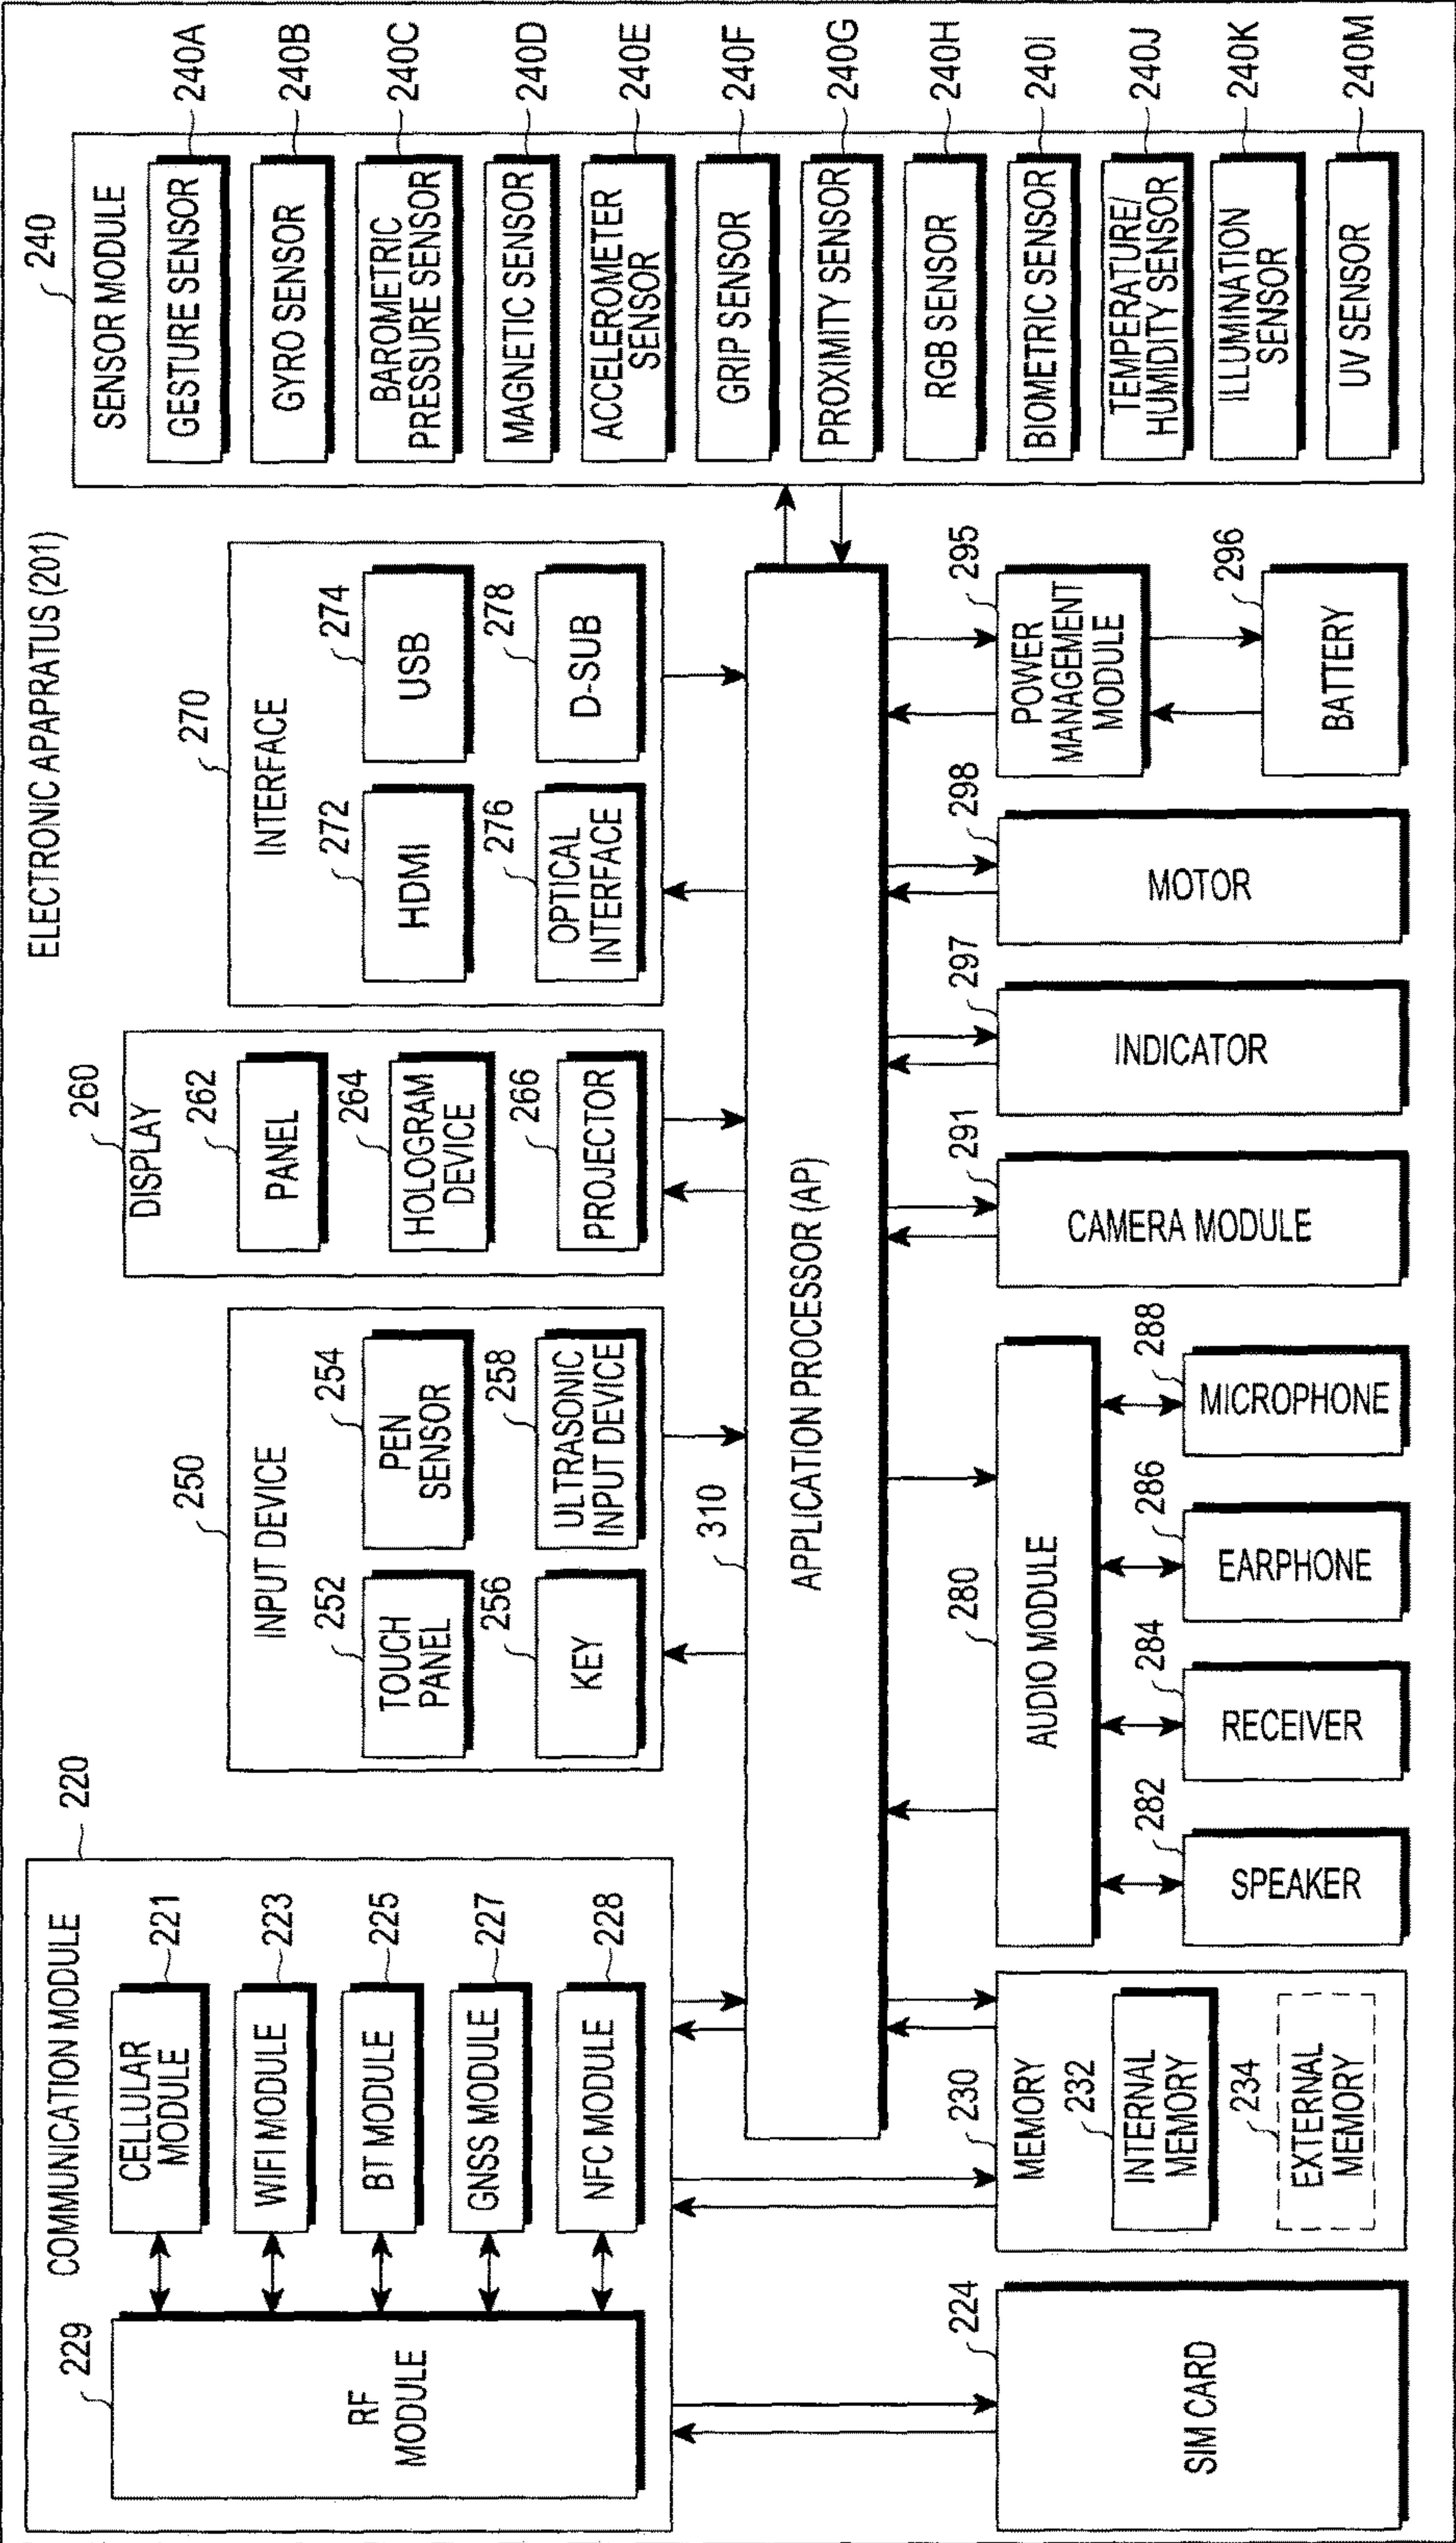 ELECTRONIC APAPRATUS (201)
220
COMMUNICATION MODULE
229
RF
MODULE
CELLULAR
MODULE
221
WIFI MODULE
223
BT MODULE
225
GNSS MODULE
227
NFC MODULE
228
250
INPUT DEVICE
252
TOUCH
PANEL
254
PEN
SENSOR
256
KEY
258
ULTRASONIC
INPUT DEVICE
260
DISPLAY
262
PANEL
264
HOLOGRAM
DEVICE
266
PROJECTOR
270
INTERFACE
272
HDMI
274
USB
276
OPTICAL
INTERFACE
278
D-SUB
240
SENSOR MODULE
GESTURE SENSOR
240A
GYRO SENSOR
240B
BAROMETRIC
PRESSURE SENSOR
240C
MAGNETIC SENSOR
240D
ACCELEROMETER
SENSOR
240E
GRIP SENSOR
240F
PROXIMITY SENSOR
240G
RGB SENSOR
240H
BIOMETRIC SENSOR
240I
TEMPERATURE/
HUMIDITY SENSOR
240J
ILLUMINATION
SENSOR
240K
UV SENSOR
240M
310
APPLICATION PROCESSOR (AP)
224
SIM CARD
230
MEMORY
232
INTERNAL
MEMORY
234
EXTERNAL
MEMORY
280
AUDIO MODULE
282
SPEAKER
284
RECEIVER
286
EARPHONE
288
MICROPHONE
291
CAMERA MODULE
297
INDICATOR
298
MOTOR
295
POWER
MANAGEMENT
MODULE
296
BATTERY